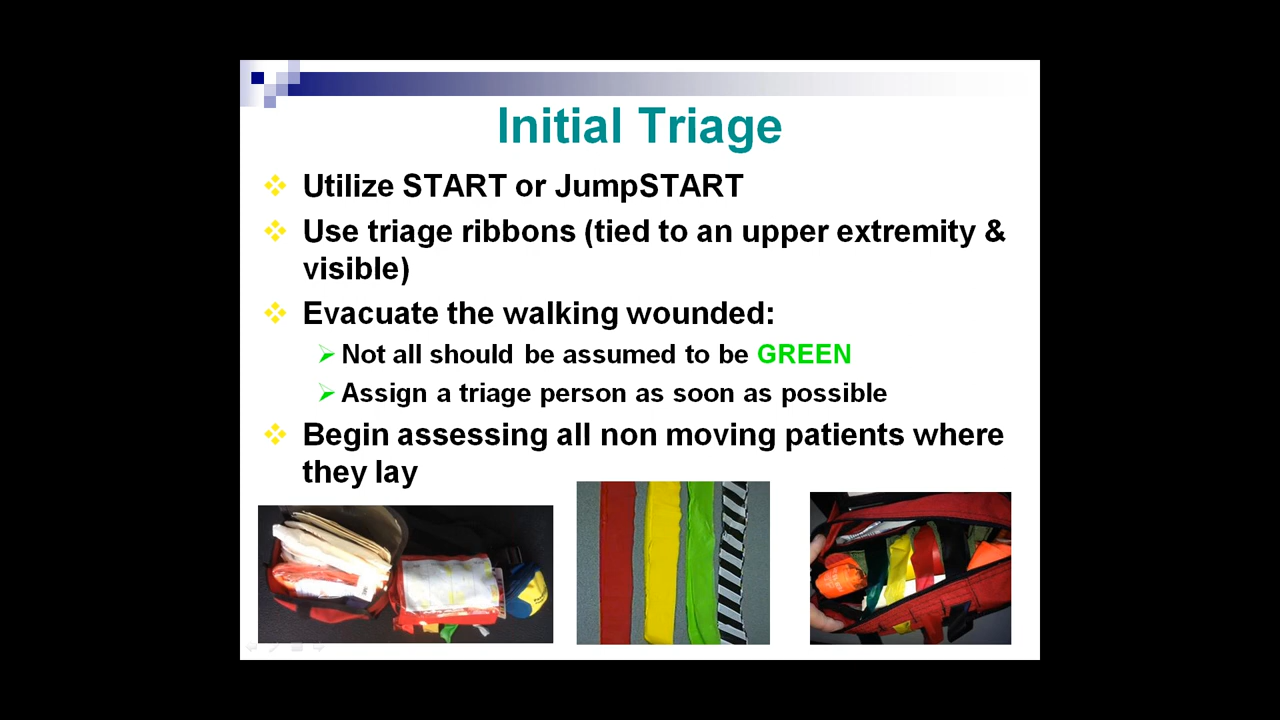 Initial Triage
Utilize START or JumpSTART
Use triage ribbons (tied to an upper extremity &
visible)
Evacuate the walking wounded:
Not all should be assumed to be GREEN
Assign a triage person as soon as possible
Begin assessing all non moving patients where
they lay